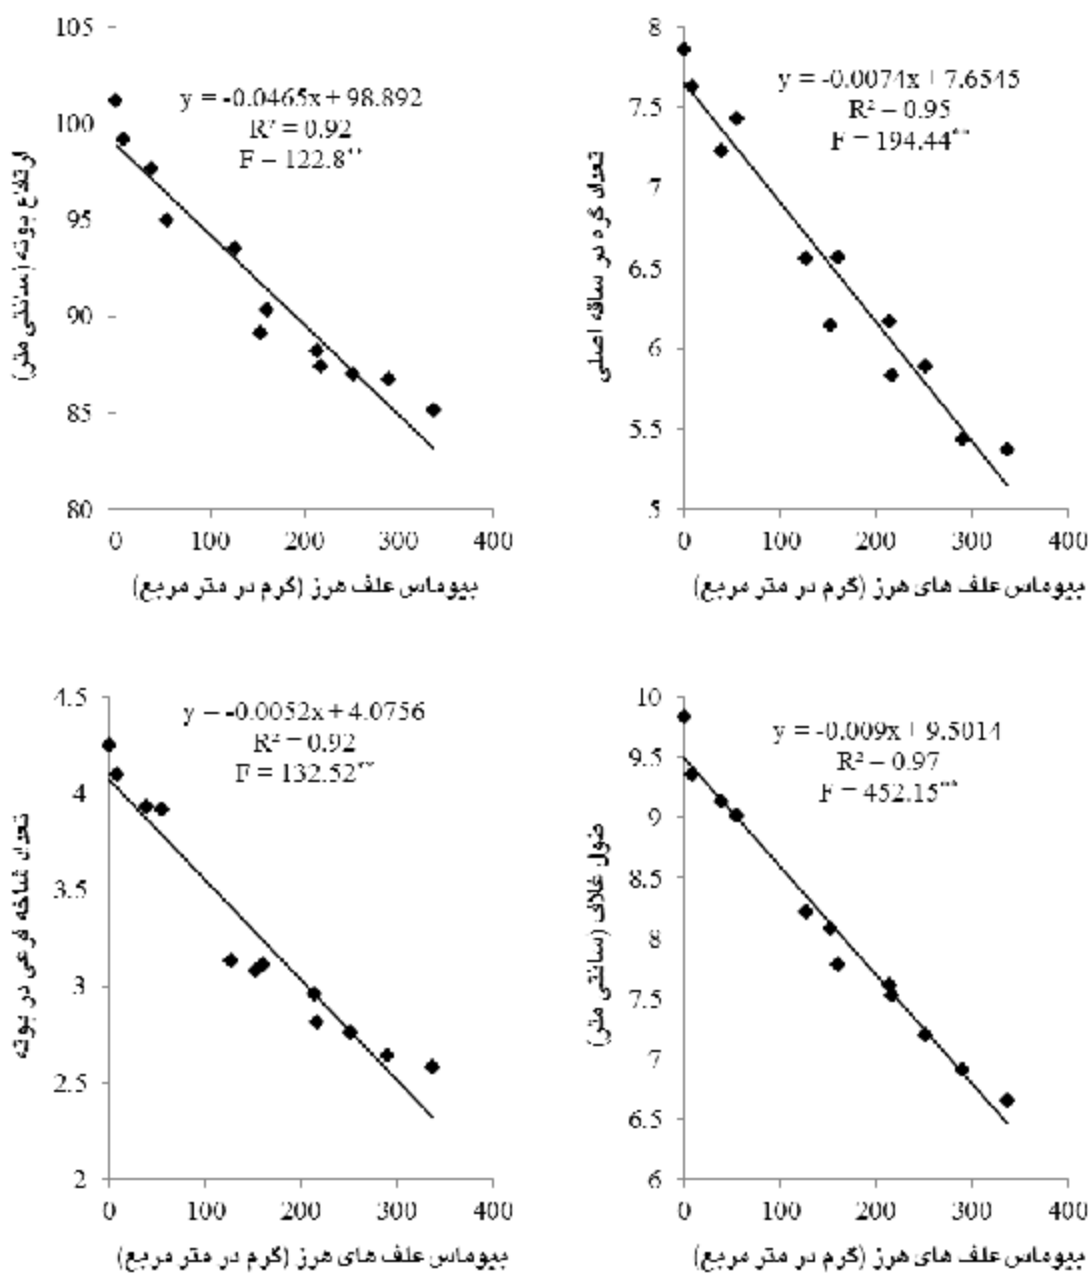 ارتفاع بوته (سانتی متر)
105
100
95
90
85
80
y = -0.0465x + 98.892
R² = 0.92
F = 122.8**
0 100 200 300 400
بیوماس علف هرز (گرم در متر مربع)
تعداد گره در ساقه اصلی
8
7.5
7
6.5
6
5.5
5
y = -0.0074x + 7.6545
R² = 0.95
F = 194.44**
0 100 200 300 400
بیوماس علف های هرز (گرم در متر مربع)
تعداد شاخه فرعی در بوته
4.5
4
3.5
3
2.5
2
y = -0.0052x + 4.0756
R² = 0.92
F = 132.52**
0 100 200 300 400
بیوماس علف های هرز (گرم در متر مربع)
طول غلاف (سانتی متر)
10
9.5
9
8.5
8
7.5
7
6.5
6
y = -0.009x + 9.5014
R² = 0.97
F = 452.15**
0 100 200 300 400
بیوماس علف های هرز (گرم در متر مربع)